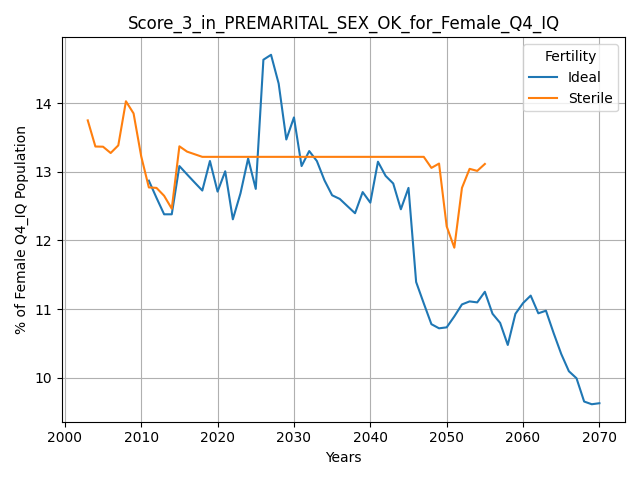 Score_3_in_PREMARITAL_SEX_OK_for_Female_Q4_IQ
Fertility
Ideal
Sterile
% of Female Q4_IQ Population
14
13
12
11
10
2000 2010 2020 2030 2040 2050 2060 2070
Years